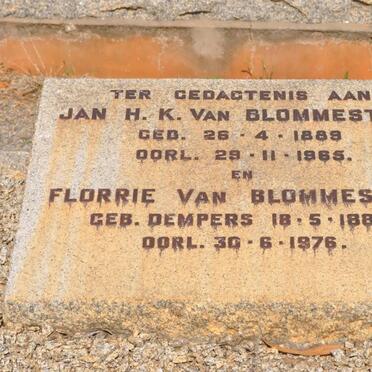 TER GEDAGTENIS AAN
JAN H. K. VAN BLOMMEST
GEB. 26 - 4 - 1889
OORL. 29 - 11 - 1965.
EN
FLORRIE VAN BLOMMES
GEB. DEMPERS 18 - 5 - 188
OORL. 30 - 6 - 1976.